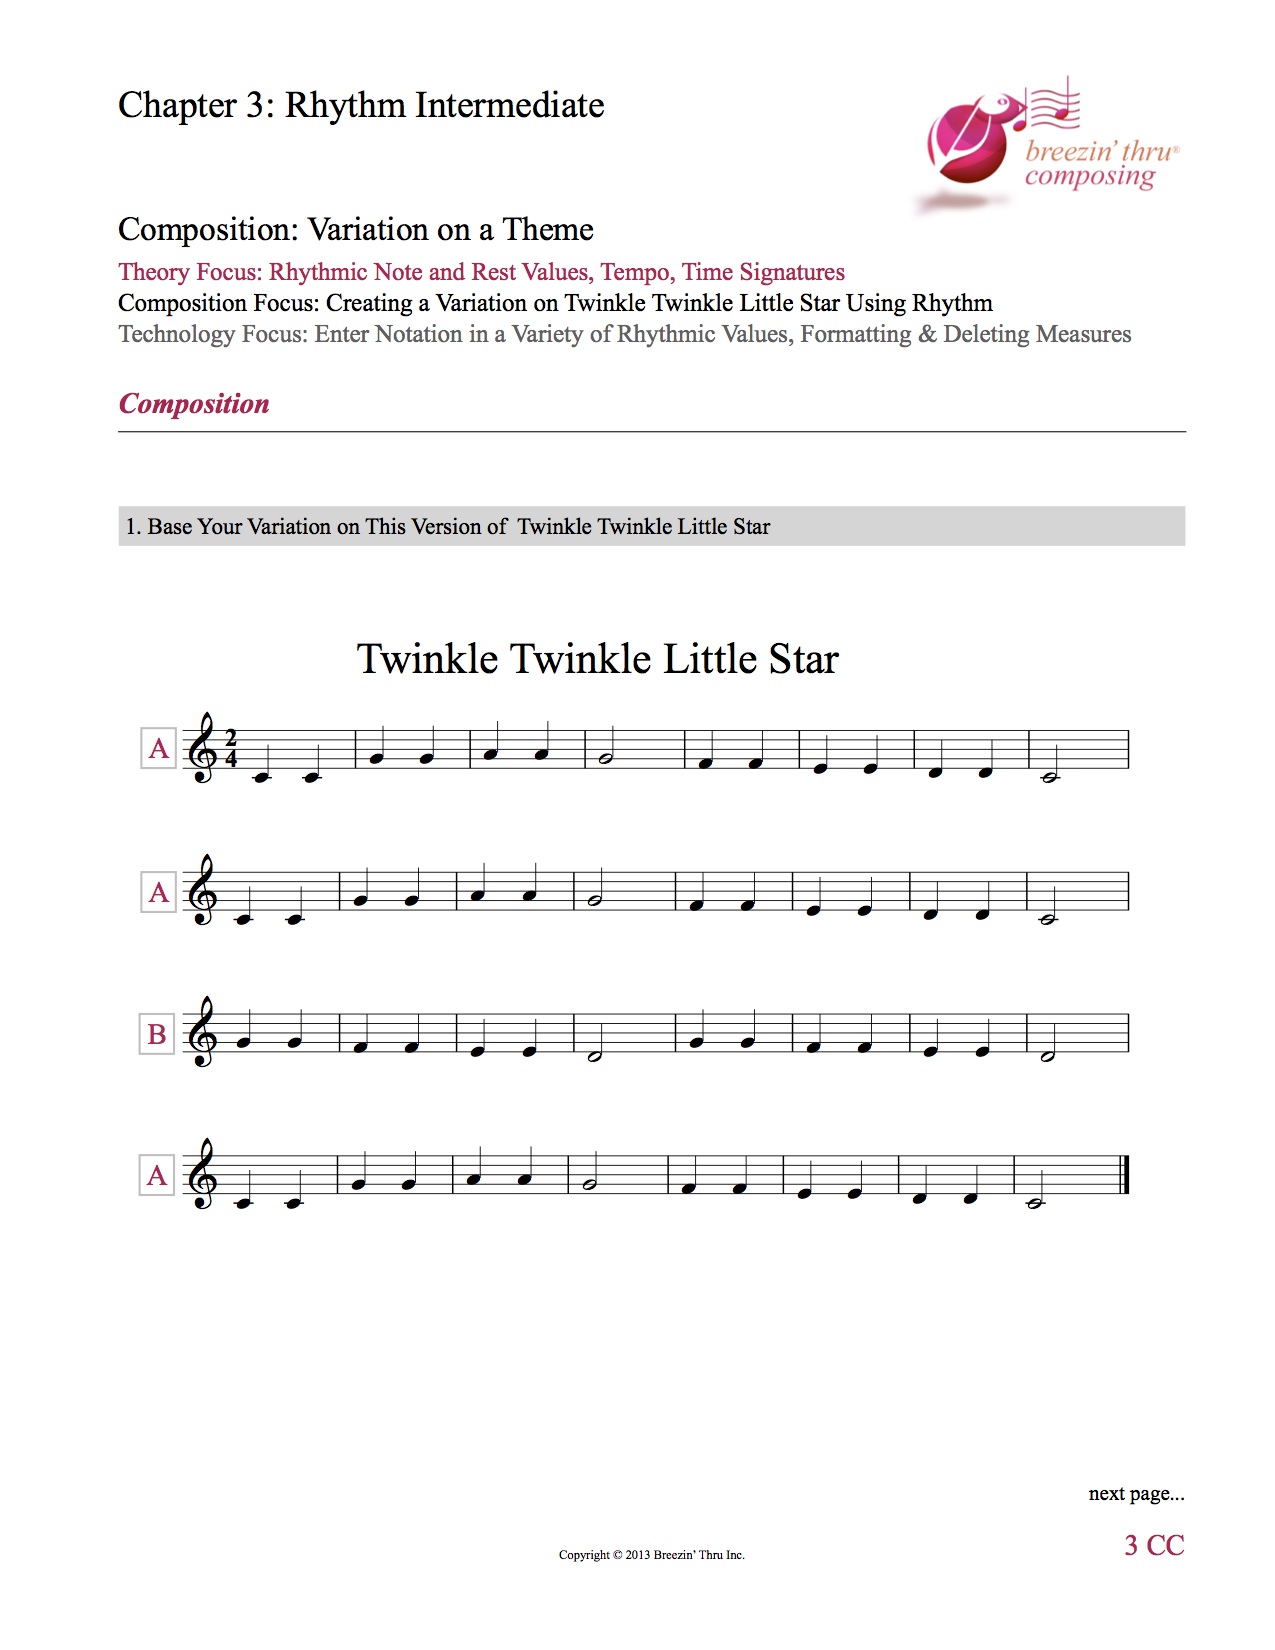 Chapter 3: Rhythm Intermediate
breezin' thru®
composing
Composition: Variation on a Theme
Theory Focus: Rhythmic Note and Rest Values, Tempo, Time Signatures
Composition Focus: Creating a Variation on Twinkle Twinkle Little Star Using Rhythm
Technology Focus: Enter Notation in a Variety of Rhythmic Values, Formatting & Deleting Measures
Composition
1. Base Your Variation on This Version of  Twinkle Twinkle Little Star
Twinkle Twinkle Little Star
A
2
4
A
B
A
next page...
3 CC
Copyright © 2013 Breezin' Thru Inc.